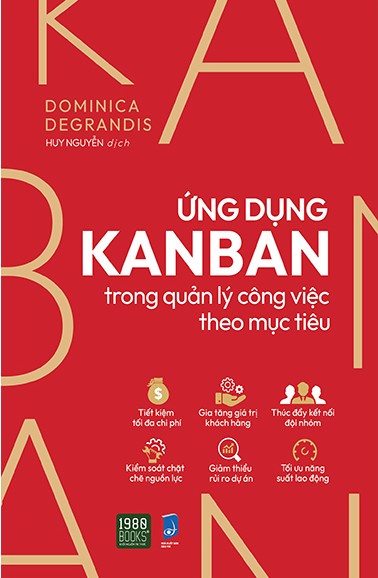 KA
DOMINICA
DEGRANDIS
HUY NGUYỄN dịch
ỨNG DỤNG
KANBAN
trong quản lý công việc
theo mục tiêu
B N
Tiết kiệm
tối đa chi phí
Gia tăng giá trị
khách hàng
Thúc đẩy kết nối
đội nhóm
Kiểm soát chặt
chẽ nguồn lực
Giảm thiểu
rủi ro dự án
Tối ưu năng
suất lao động
AN
1980
BOOKS